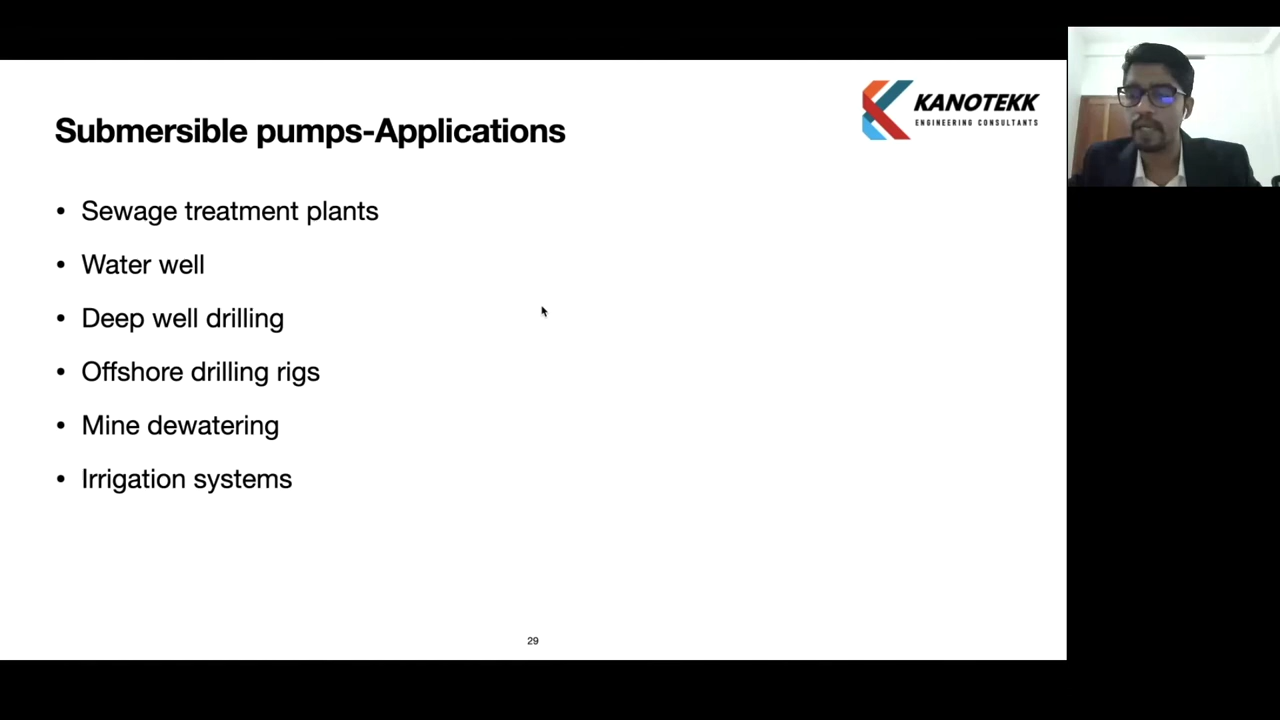 KANOTEKK
ENGINEERING CONSULTANTS
Submersible pumps-Applications
• Sewage treatment plants
• Water well
• Deep well drilling
• Offshore drilling rigs
• Mine dewatering
• Irrigation systems
29